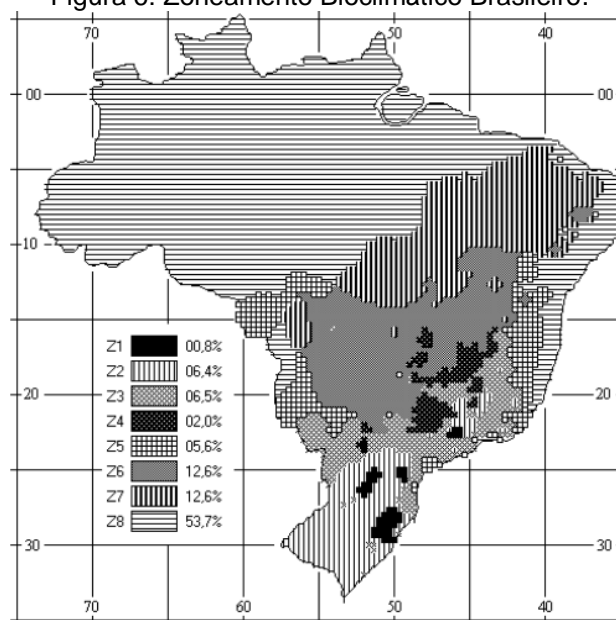 Figura 3: Zoneamento Bioclimático Brasileiro.
70 50 40
00 00
10
Z1 00,8%
Z2 06,4%
Z3 06,5%
Z4 02,0%
Z5 05,6%
Z6 12,6%
Z7 12,6%
Z8 53,7%
20 20
30 30
70 60 50 40